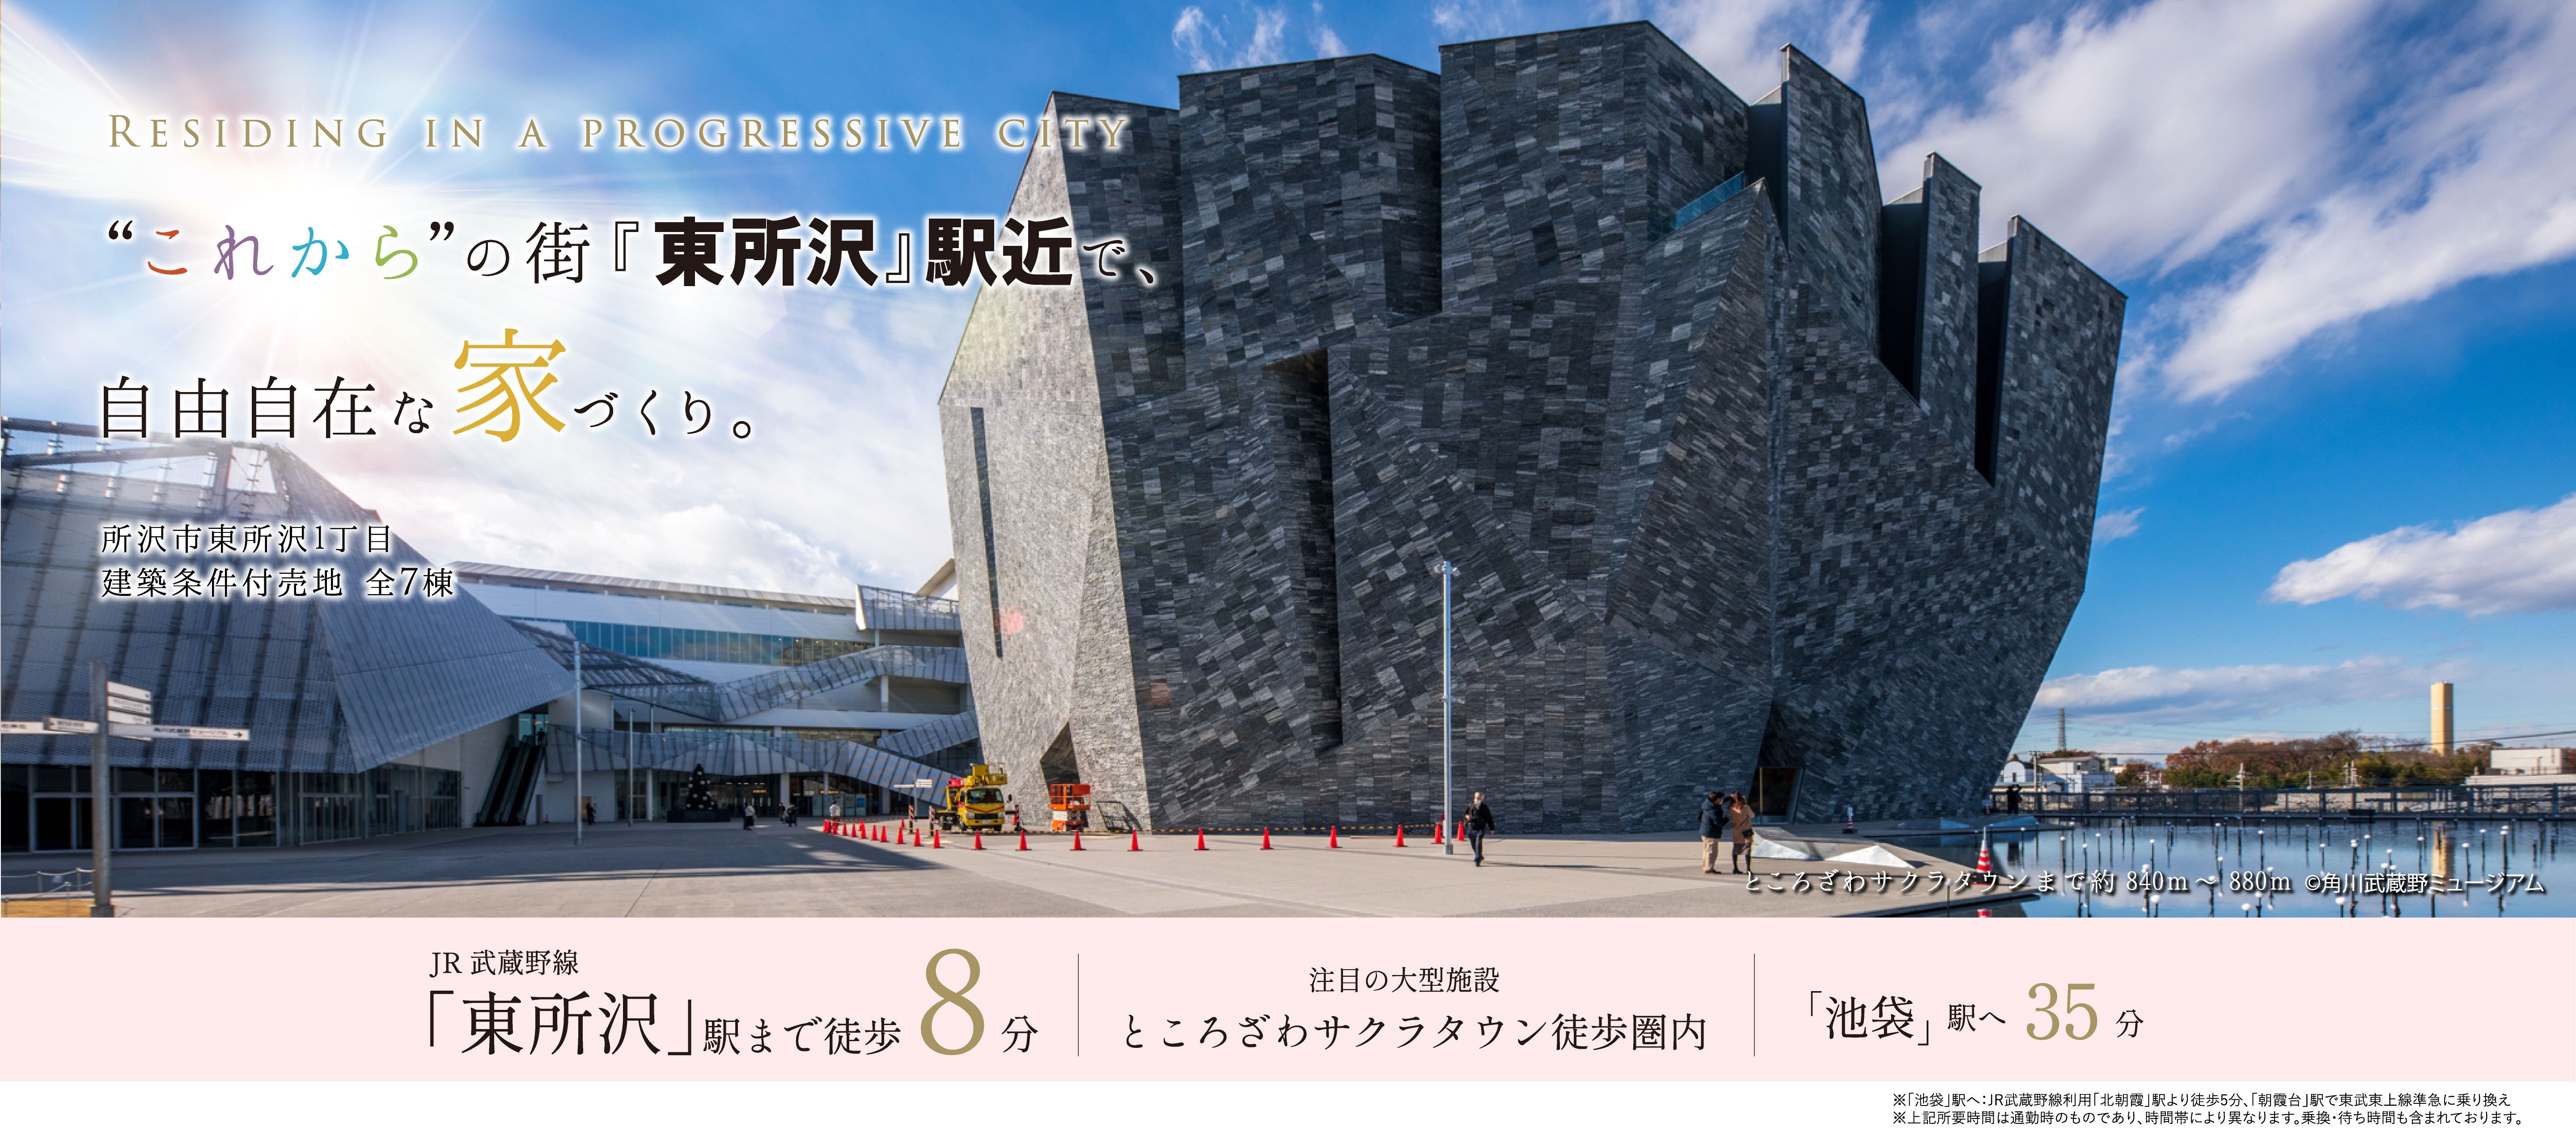 RESIDING IN A PROGRESSIVE CITY
“これから”の街『東所沢』駅近で、
自由自在な家づくり。
所沢市東所沢1丁目
建築条件付売地 全7棟
ところざわサクラタウンまで約 840m～ 880m ©角川武蔵野ミュージアム
JR 武蔵野線
「東所沢」駅まで徒歩 8 分
注目の大型施設
ところざわサクラタウン徒歩圏内
「池袋」駅へ 35 分
※「池袋」駅へ：JR武蔵野線利用「北朝霞」駅より徒歩5分、「朝霞台」駅で東武東上線準急に乗り換え
※上記所要時間は通勤時のものであり、時間帯により異なります。乗換・待ち時間も含まれております。